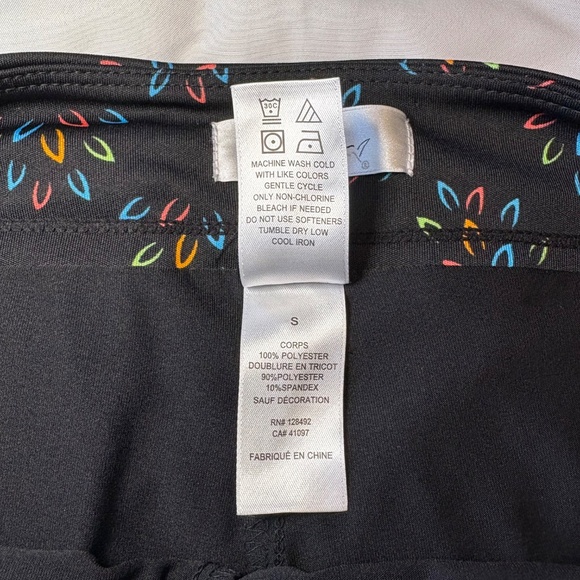 30C
MACHINE WASH COLD
WITH LIKE COLORS
GENTLE CYCLE
ONLY NON-CHLORINE
BLEACH IF NEEDED
DO NOT USE SOFTENERS
TUMBLE DRY LOW
COOL IRON
®
S
CORPS
100% POLYESTER
DOUBLURE EN TRICOT
90%POLYESTER
10%SPANDEX
SAUF DÉCORATION
RN# 128492
CA# 41097
FABRIQUÉ EN CHINE